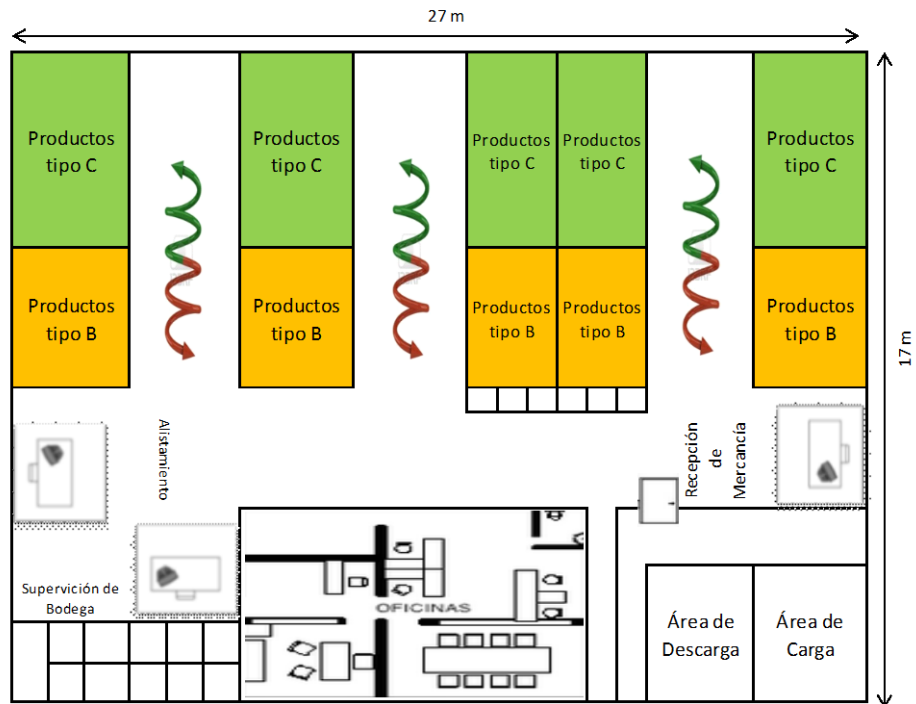 27 m
Productos
tipo C
Productos
tipo C
Productos
tipo C
Productos
tipo C
Productos
tipo C
Productos
tipo B
Productos
tipo B
Productos
tipo B
Productos
tipo B
Productos
tipo B
17 m
Alistamiento
Recepción
de
Mercancía
Supervición de
Bodega
OFICINAS
Área de
Descarga
Área de
Carga